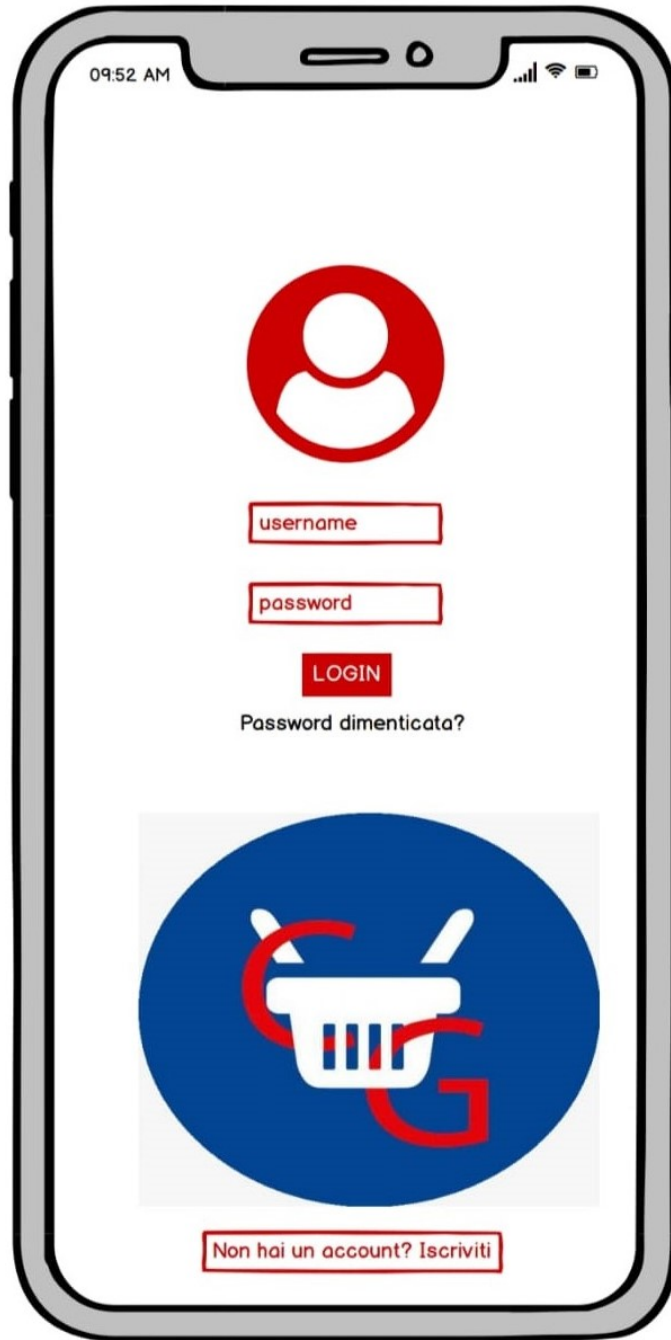 09:52 AM
username
password
LOGIN
Password dimenticata?
C
G
Non hai un account? Iscriviti